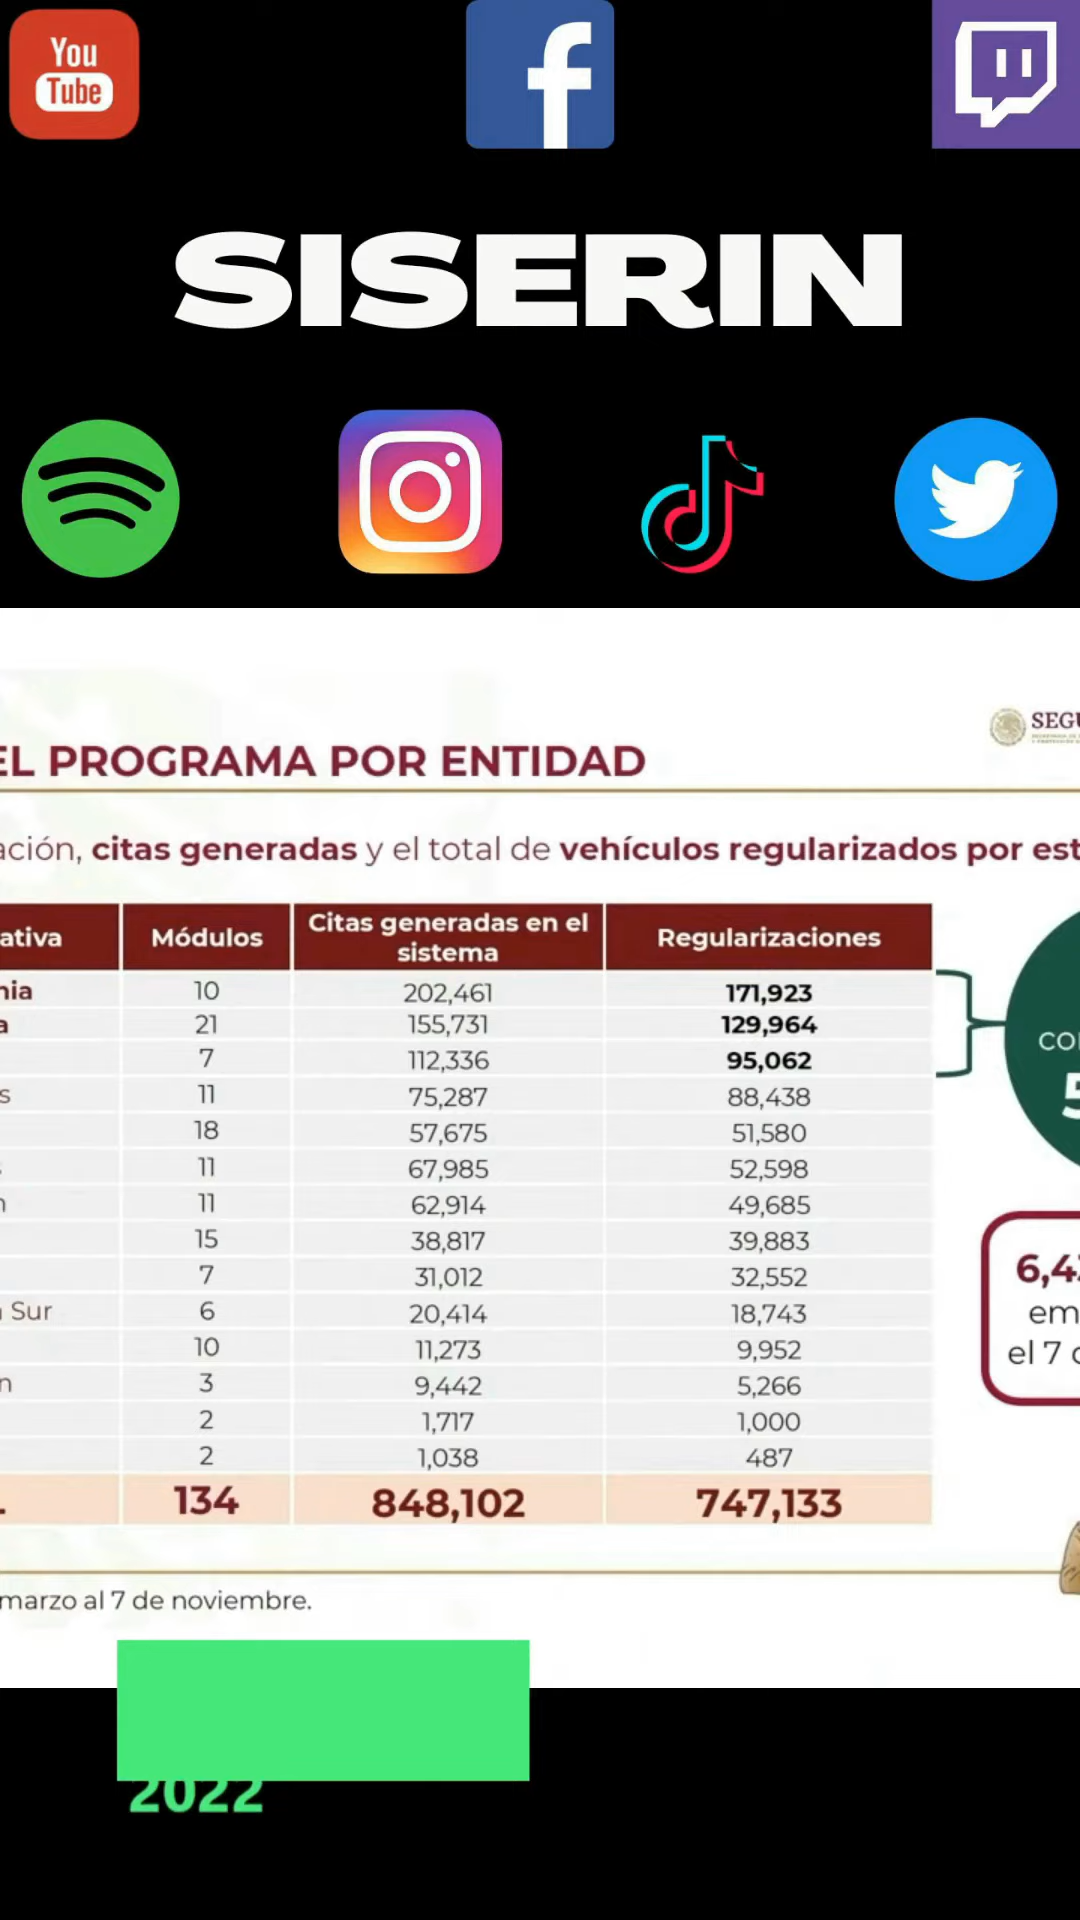 You
Tube
SISERIN
EL PROGRAMA POR ENTIDAD
ación, citas generadas y el total de vehículos regularizados por est
ativa Módulos Citas generadas en el sistema Regularizaciones
nia 10 202,461 171,923
a 21 155,731 129,964
7 112,336 95,062
s 11 75,287 88,438
18 57,675 51,580
11 67,985 52,598
n 11 62,914 49,685
15 38,817 39,883
7 31,012 32,552
Sur 6 20,414 18,743
10 11,273 9,952
n 3 9,442 5,266
2 1,717 1,000
2 1,038 487
134 848,102 747,133
SEGU
CO
5
6,4
em
el 7
marzo al 7 de noviembre.
2022